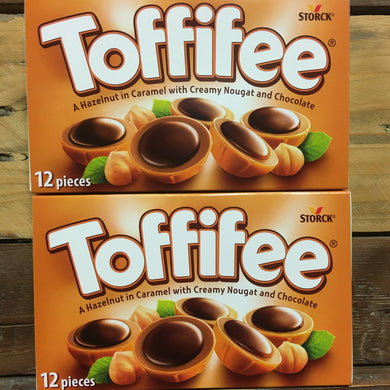 STORCK®
Toffifee®
A Hazelnut in Caramel with Creamy Nougat and Chocolate
12 pieces
STORCK®
Toffifee®
A Hazelnut in Caramel with Creamy Nougat and Chocolate
12 pieces